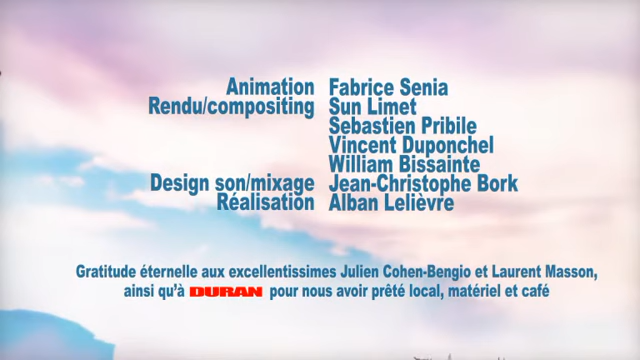 Animation Fabrice Senia
Rendu/compositing Sun Limet
Sebastien Pribile
Vincent Duponchel
William Bissainte
Design son/mixage Jean-Christophe Bork
Réalisation Alban Lelièvre
Gratitude éternelle aux excellentissimes Julien Cohen-Bengio et Laurent Masson,
ainsi qu'à DURAN pour nous avoir prêté local, matériel et café